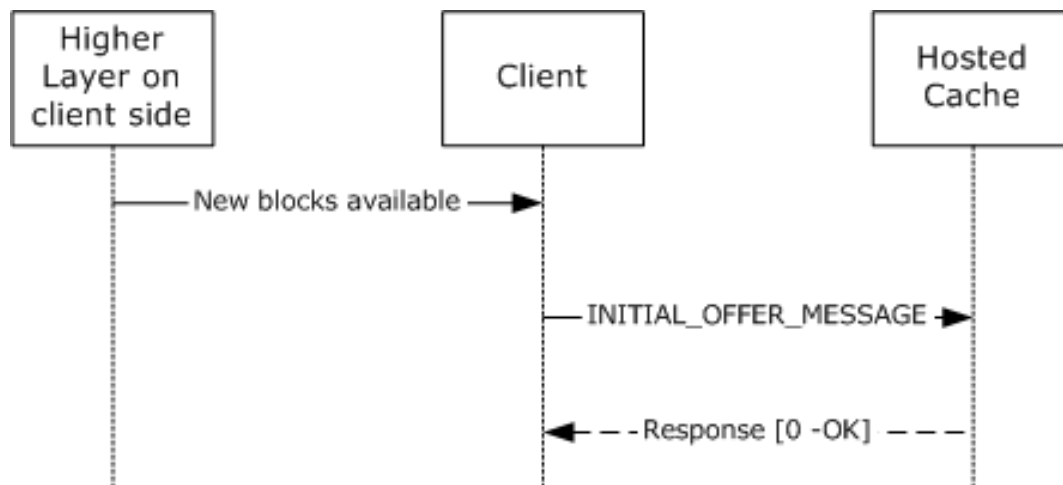 Higher
Layer on
client side
Client
Hosted
Cache
New blocks available
INITIAL_OFFER_MESSAGE
Response [0 -OK]